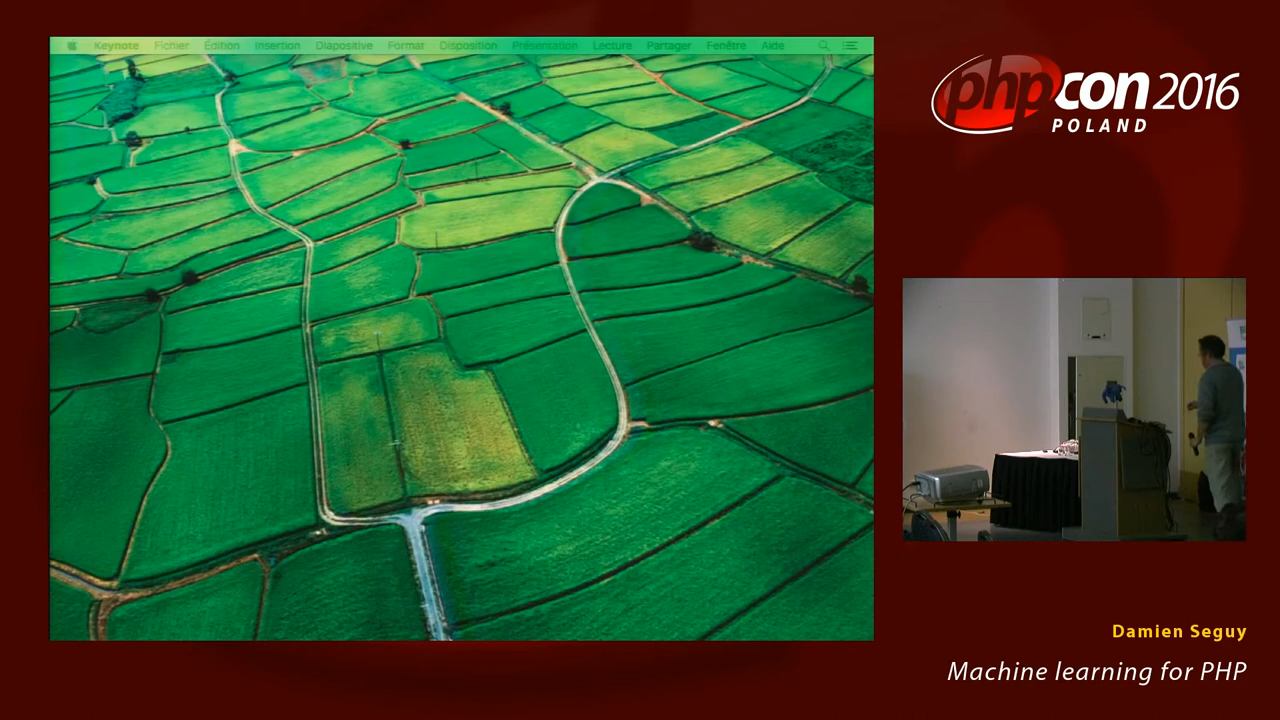 Keynote Fichier Édition Insertion Diapositive Format Disposition Présentation Lecture Partager Fenêtre Aide
phpcon 2016
POLAND
Damien Seguy
Machine learning for PHP